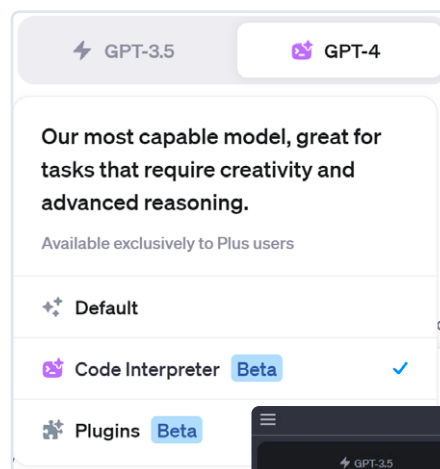 GPT-3.5 GPT-4
Our most capable model, great for
tasks that require creativity and
advanced reasoning.
Available exclusively to Plus users
Default
Code Interpreter Beta
Plugins Beta
GPT-3.5